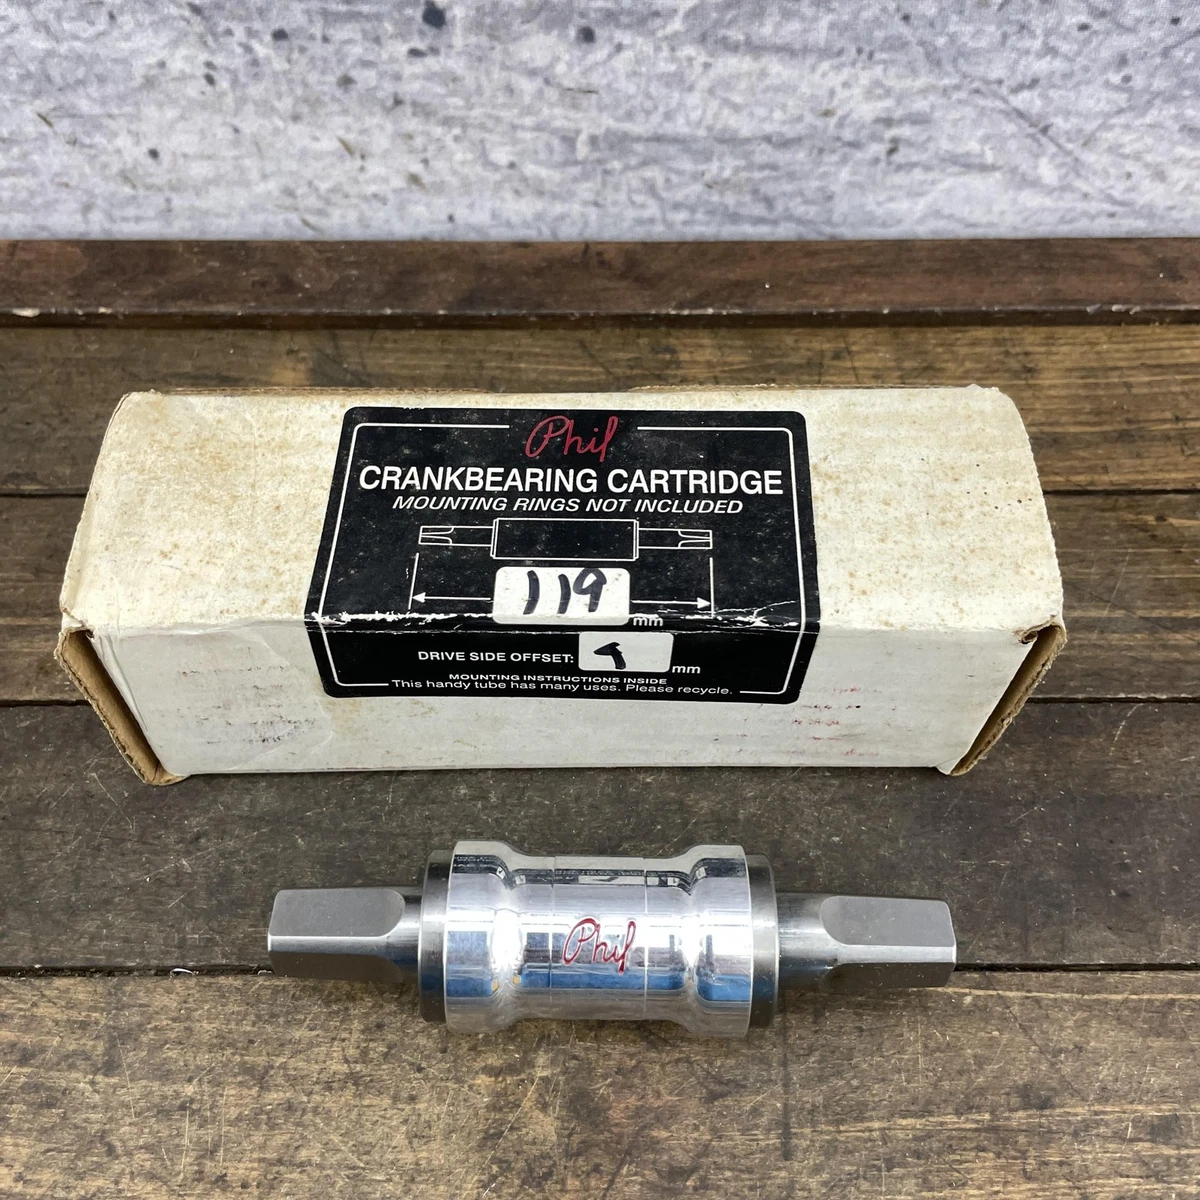 Phil
CRANKBEARING CARTRIDGE
MOUNTING RINGS NOT INCLUDED
119
mm
DRIVE SIDE OFFSET: mm
MOUNTING INSTRUCTIONS INSIDE
This handy tube has many uses. Please recycle.
Phil